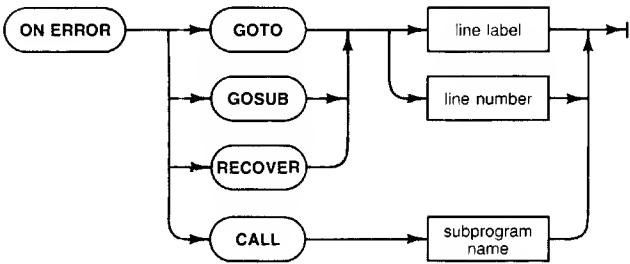 ON ERROR
GOTO
line label
GOSUB
line number
RECOVER
CALL
subprogram
name